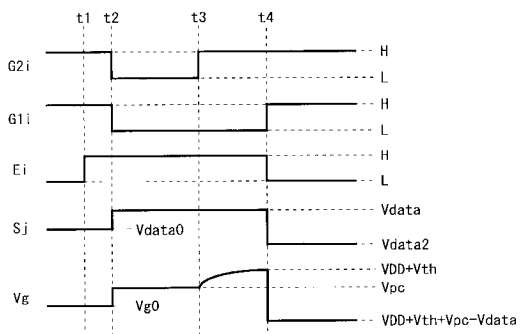 t1 t2 t3 t4
G2i H
L
G1i H
L
Ei H
L
Sj Vdata
Vdata0
Vdata2
VDD+Vth
Vg Vpc
Vg0
VDD+Vth+Vpc-Vdata